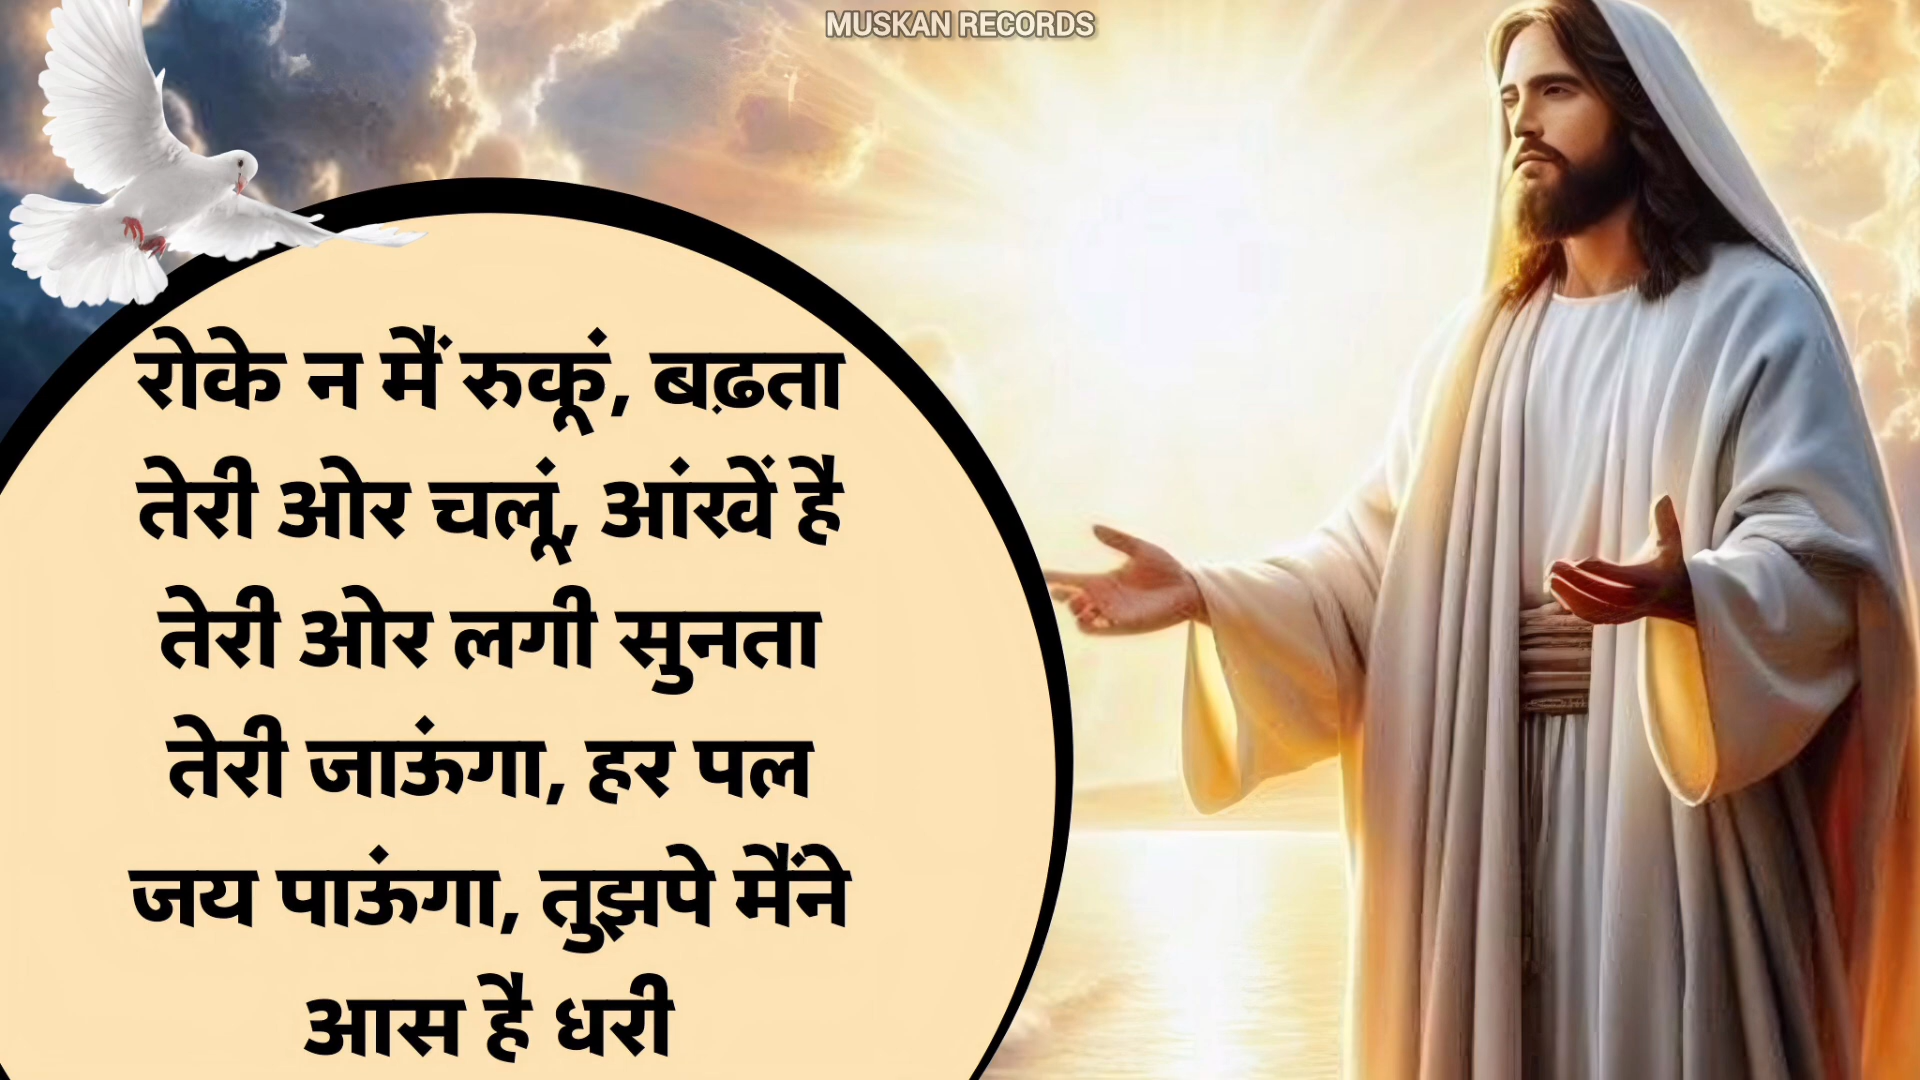 MUSKAN RECORDS
रोके न मैं रुकूं, बढ़ता
तेरी ओर चलूं, आंखें है
तेरी ओर लगी सुनता
तेरी जाऊंगा, हर पल
जय पाऊंगा, तुझपे मैंने
आस है धरी